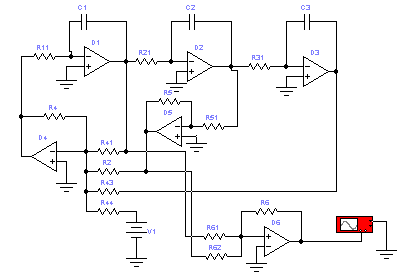 C1 C2 C3
R11 D1 R21 D2 R31 D3
R4 R5 D5 R51
D4 R41
R2
R43
R44
V1
R6
R61 D6
R62